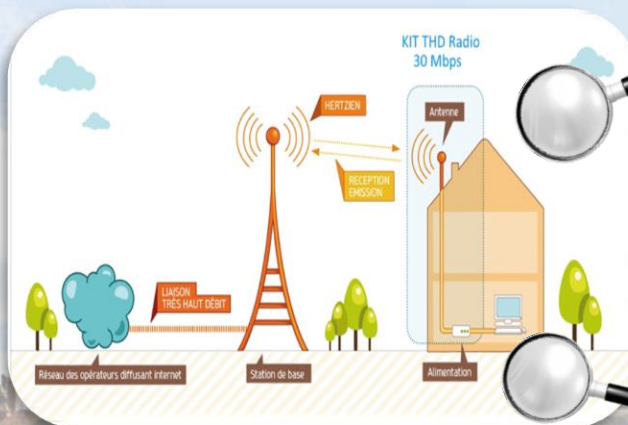 KIT THD Radio
30 Mbps
HERTZIEN
Antenne
RECEPTION
EMISSION
LIAISON
TRÈS HAUT DÉBIT
Réseau des opérateurs diffusant internet
Station de base
Alimentation